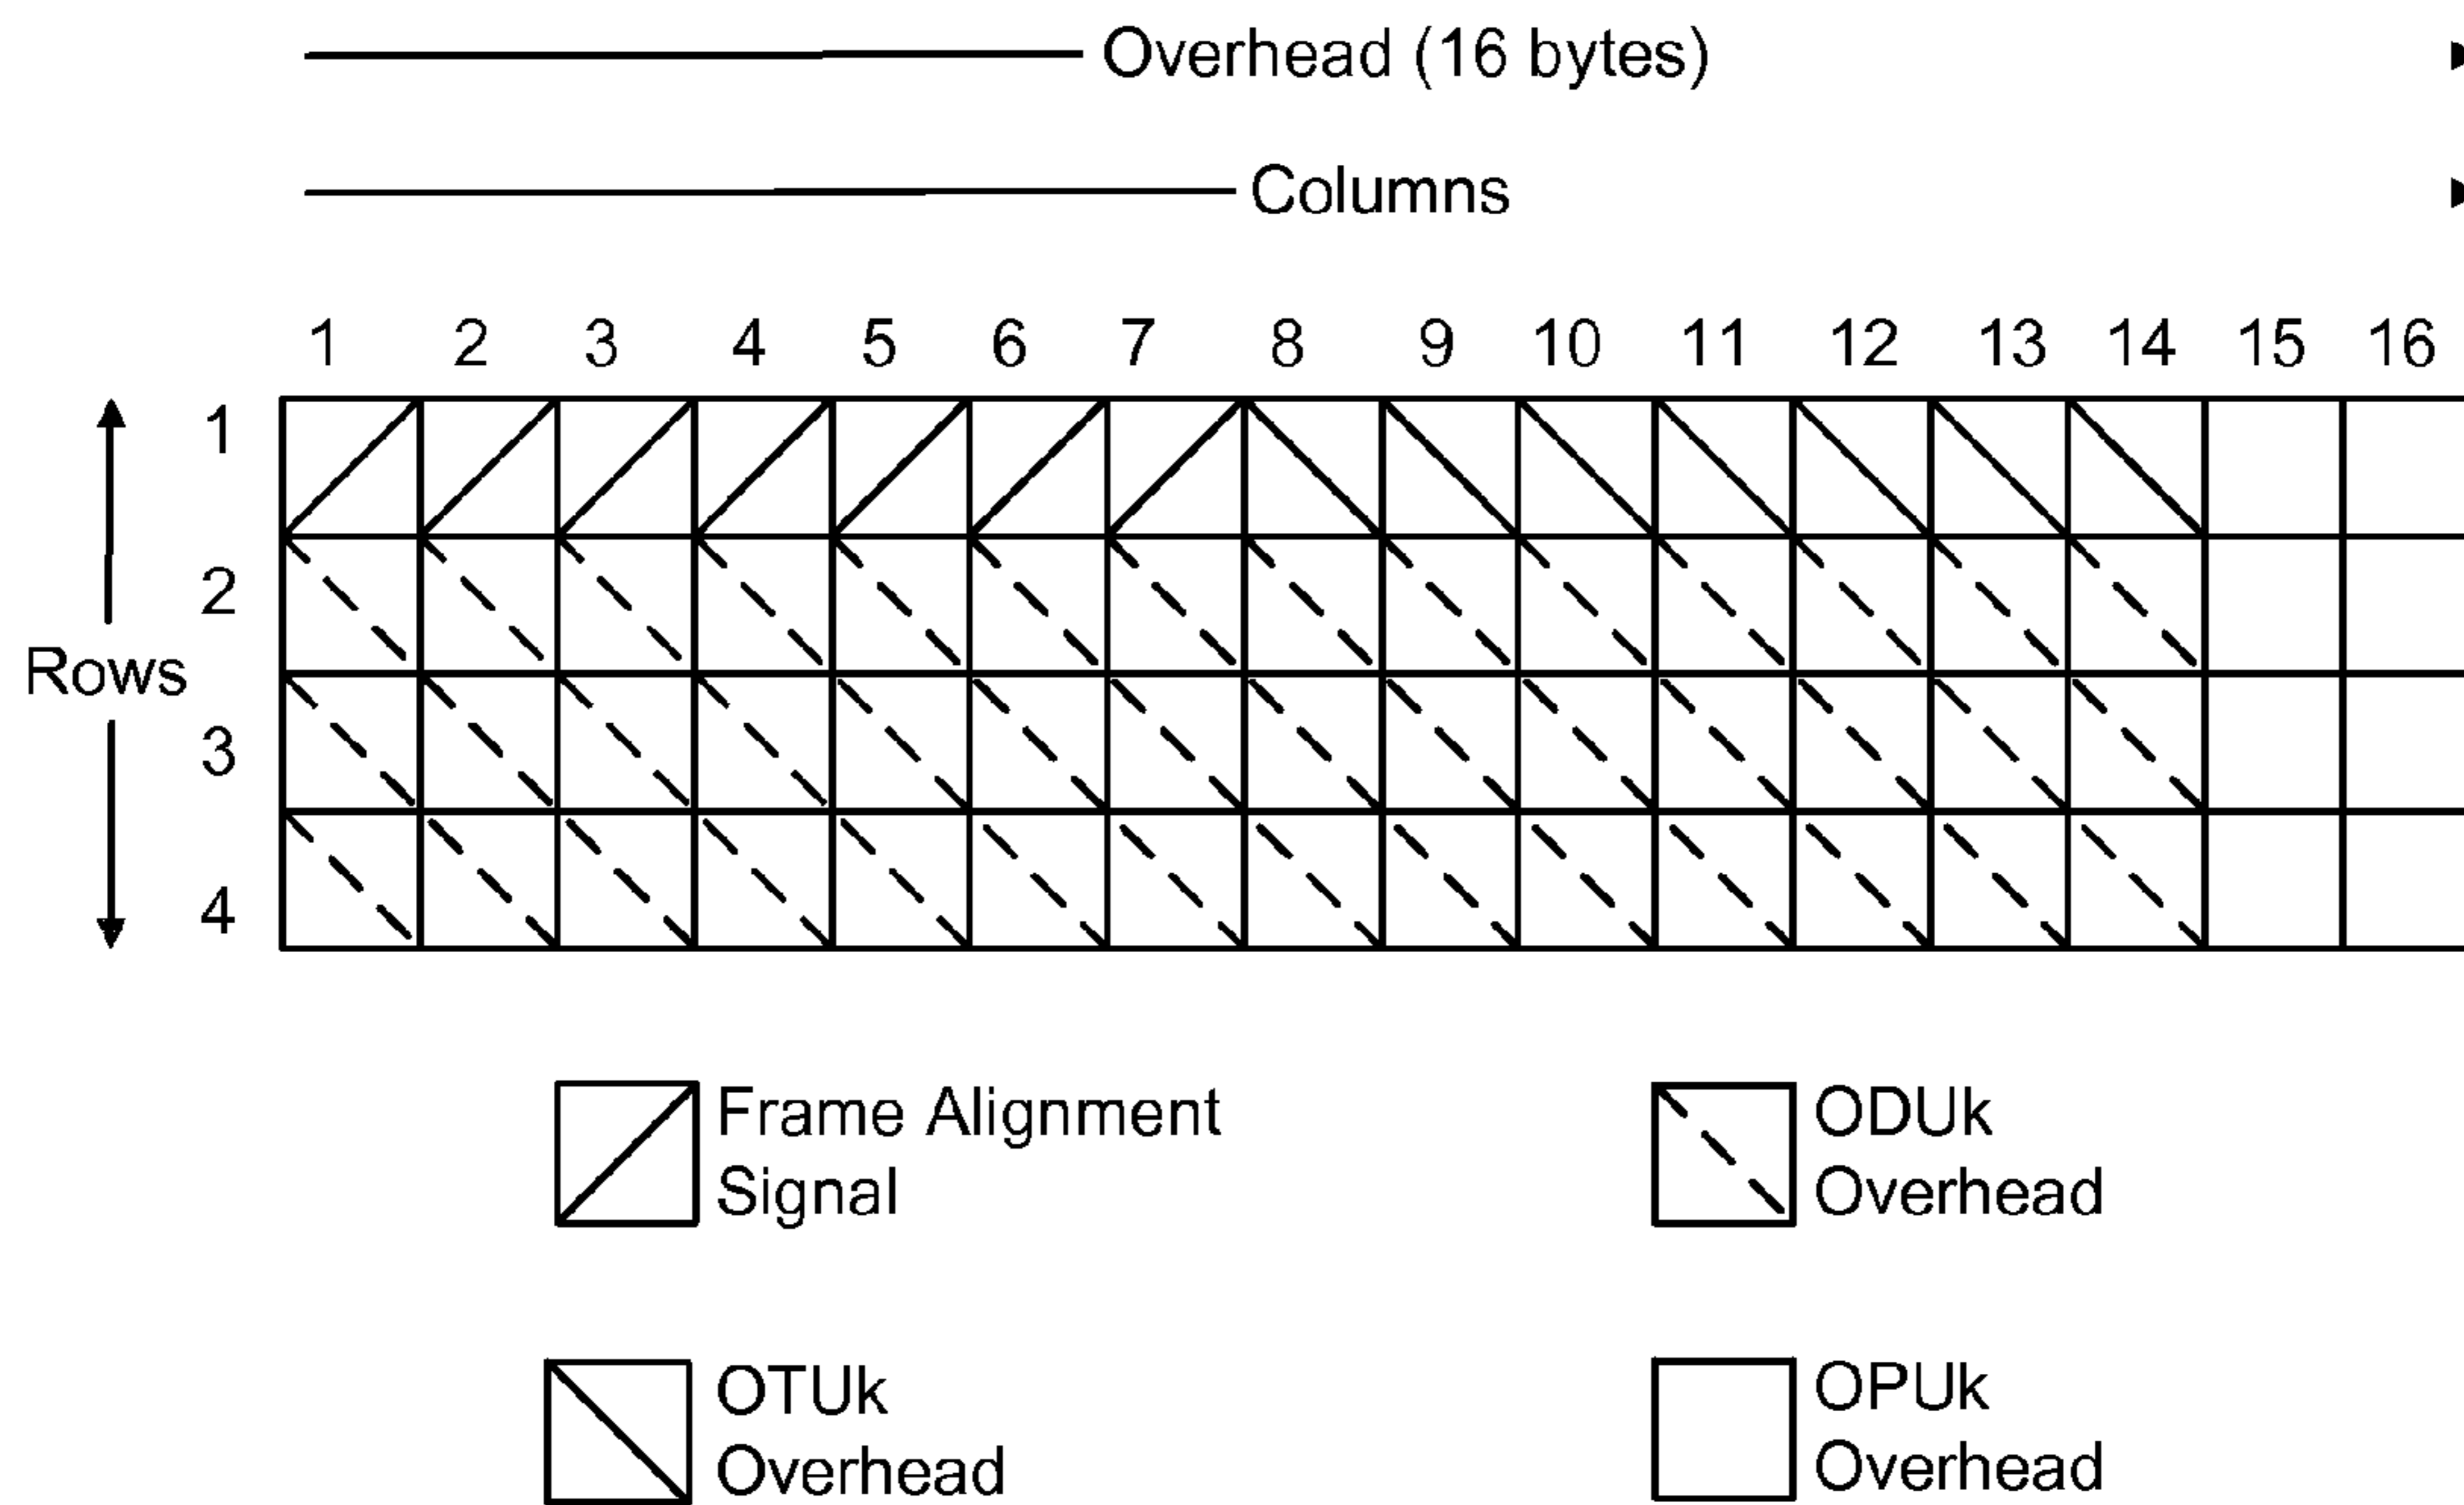 Overhead (16 bytes)
Columns
1 2 3 4 5 6 7 8 9 10 11 12 13 14 15 16
1
2
Rows
3
4
Frame Alignment
Signal
ODUk
Overhead
OTUk
Overhead
OPUk
Overhead